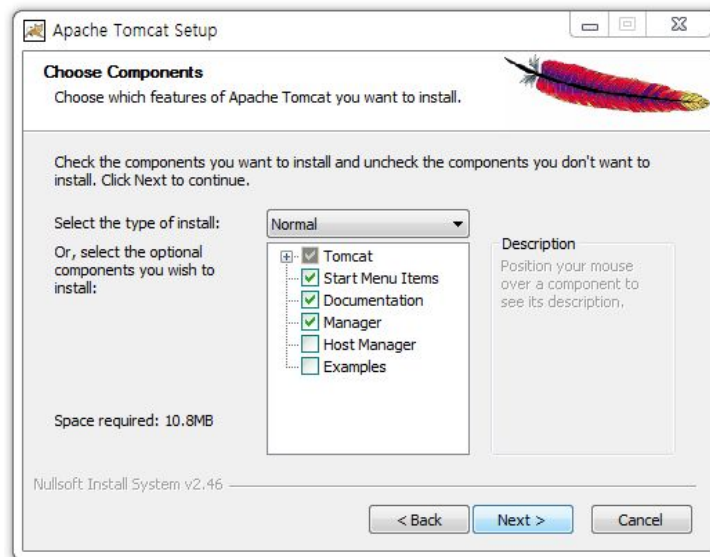 Apache Tomcat Setup
Choose Components
Choose which features of Apache Tomcat you want to install.
Check the components you want to install and uncheck the components you don't want to
install. Click Next to continue.
Select the type of install:
Normal
Or, select the optional
components you wish to
install:
Tomcat
Start Menu Items
Documentation
Manager
Host Manager
Examples
Description
Position your mouse
over a component to
see its description.
Space required: 10.8MB
Nullsoft Install System v2.46
< Back
Next >
Cancel